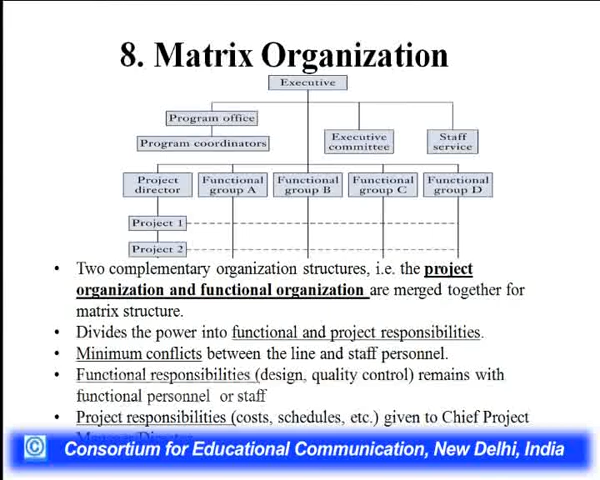 8. Matrix Organization
Executive
Program office
Program coordinators
Executive committee
Staff service
Project director
Functional group A
Functional group B
Functional group C
Functional group D
Project 1
Project 2
• Two complementary organization structures, i.e. the project
organization and functional organization are merged together for
matrix structure.
• Divides the power into functional and project responsibilities.
• Minimum conflicts between the line and staff personnel.
• Functional responsibilities (design, quality control) remains with
functional personnel or staff
• Project responsibilities (costs, schedules, etc.) given to Chief Project
© Consortium for Educational Communication, New Delhi, India